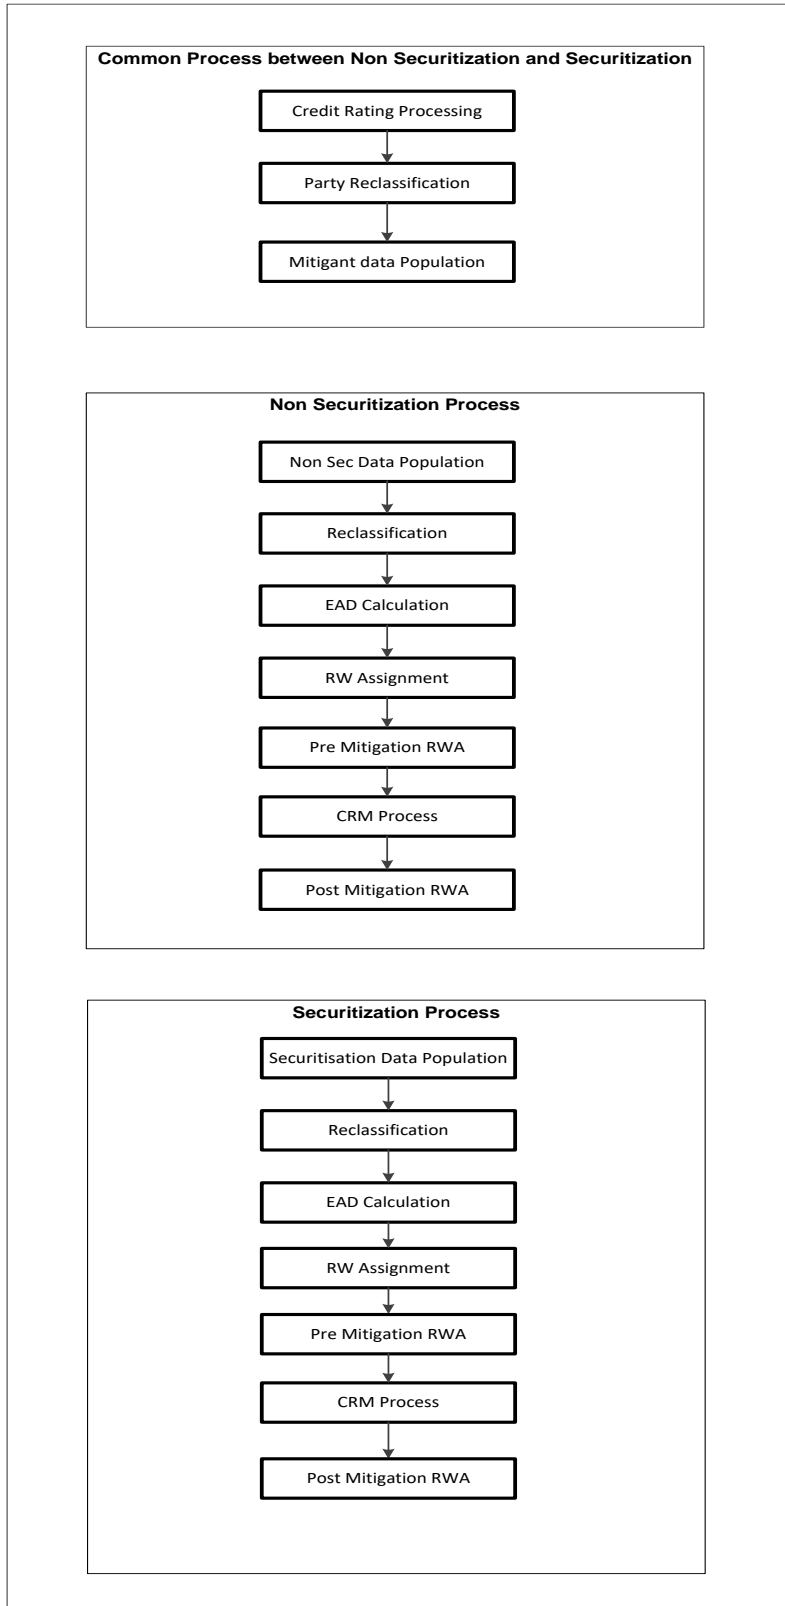 Common Process between Non Securitization and Securitization
Credit Rating Processing
Party Reclassification
Mitigant data Population
Non Securitization Process
Non Sec Data Population
Reclassification
EAD Calculation
RW Assignment
Pre Mitigation RWA
CRM Process
Post Mitigation RWA
Securitization Process
Securitisation Data Population
Reclassification
EAD Calculation
RW Assignment
Pre Mitigation RWA
CRM Process
Post Mitigation RWA